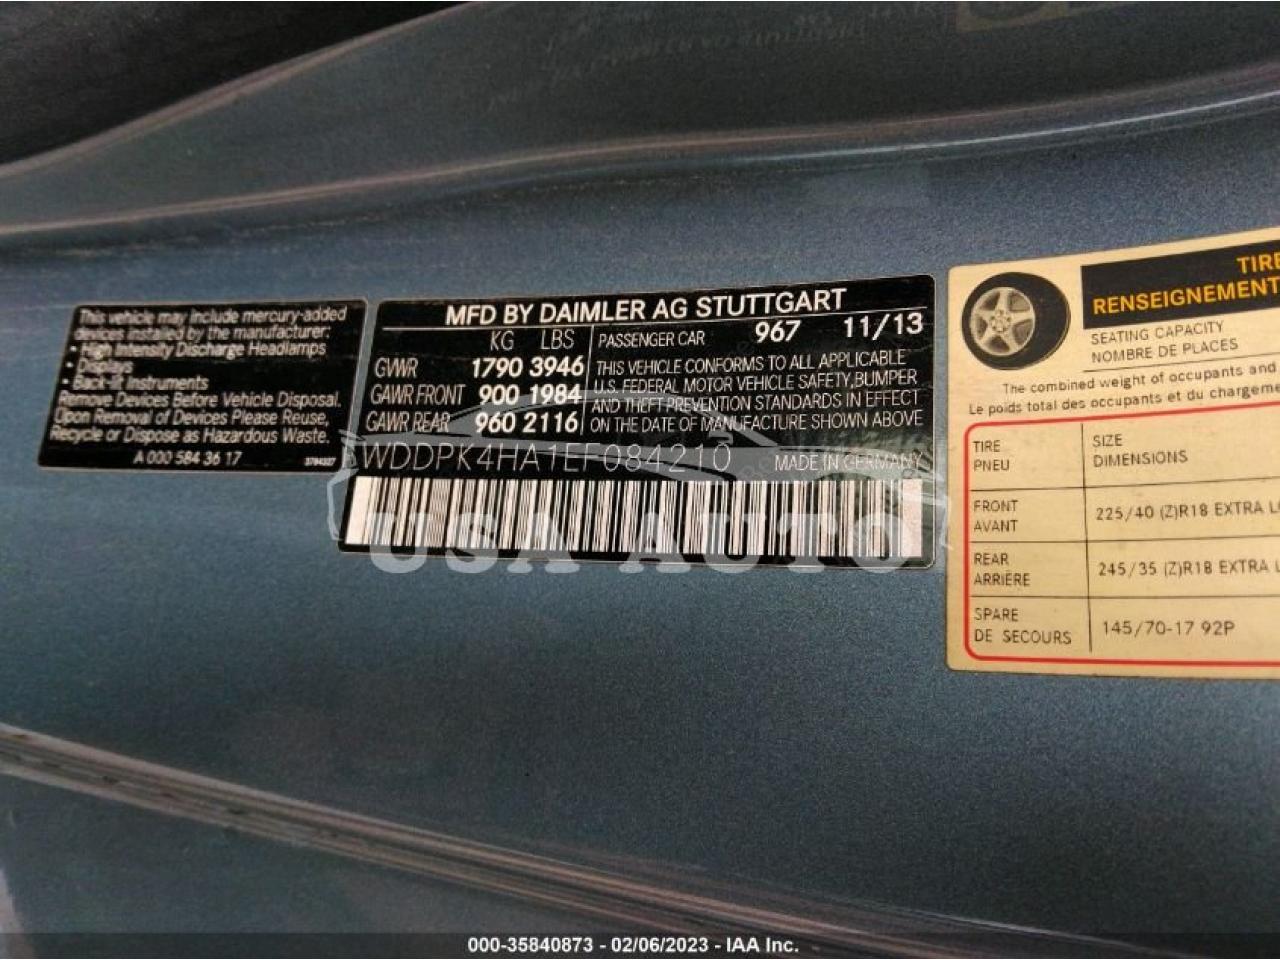 This vehicle may include mercury-added
devices installed by the manufacturer:
• High Intensity Discharge Headlamps
• Displays
• Back-lit Instruments
Remove Devices Before Vehicle Disposal.
Upon Removal of Devices Please Reuse,
Recycle or Dispose as Hazardous Waste.
A 000 584 36 17
MFD BY DAIMLER AG STUTTGART
KG LBS PASSENGER CAR 967 11/13
GVWR 1790 3946
GAWR FRONT 900 1984
GAWR REAR 960 2116
THIS VEHICLE CONFORMS TO ALL APPLICABLE
U.S. FEDERAL MOTOR VEHICLE SAFETY,BUMPER
AND THEFT PREVENTION STANDARDS IN EFFECT
ON THE DATE OF MANUFACTURE SHOWN ABOVE
WDDPK4HA1EF084210 MADE IN GERMANY
USA AUTO
TIRE
RENSEIGNEMENT
SEATING CAPACITY
NOMBRE DE PLACES
The combined weight of occupants and
Le poids total des occupants et du chargeme
TIRE
PNEU
SIZE
DIMENSIONS
FRONT
AVANT
225/40 (Z)R18 EXTRA LO
REAR
ARRIÈRE
245/35 (Z)R18 EXTRA L
SPARE
DE SECOURS
145/70-17 92P
000-35840873 - 02/06/2023 - IAA Inc.